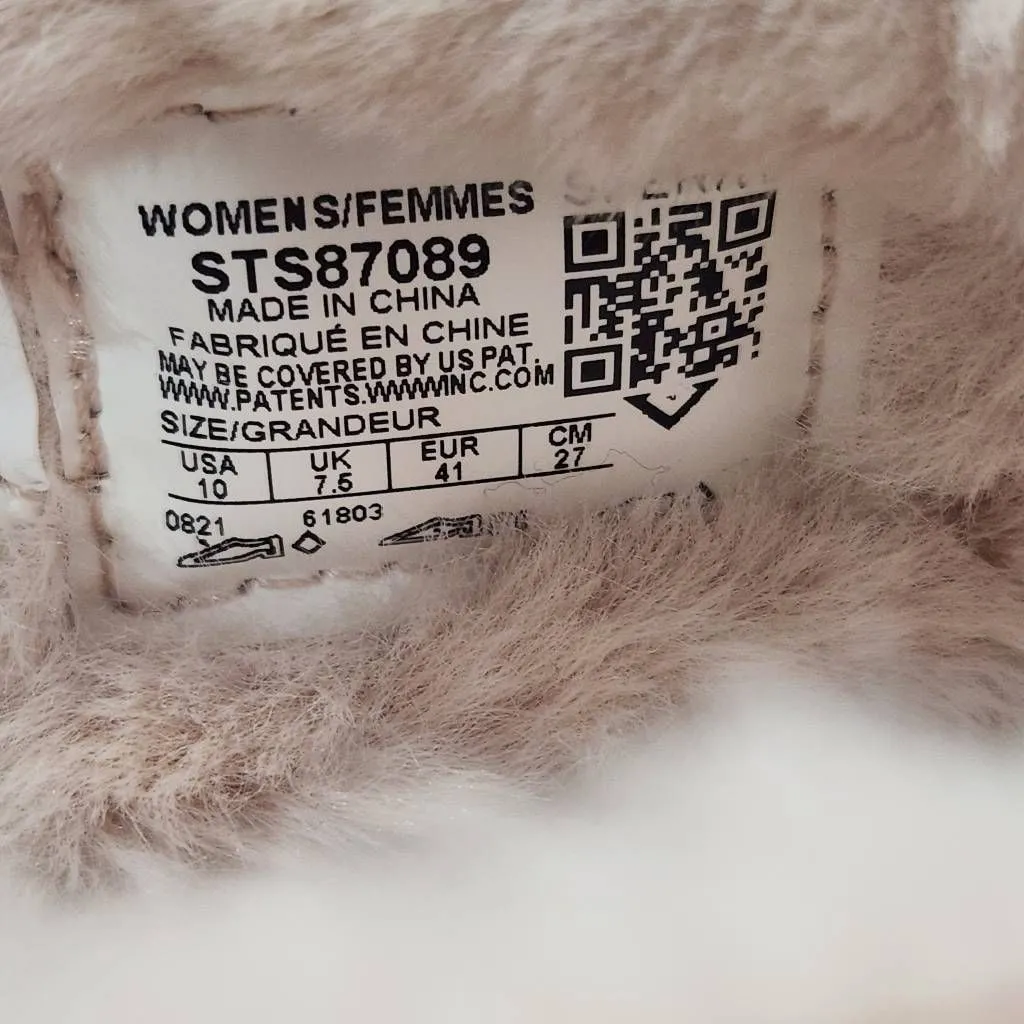 WOMENS/FEMMES
STS87089
MADE IN CHINA
FABRIQUÉ EN CHINE
MAY BE COVERED BY US PAT.
WWW.PATENTS.WWWINC.COM
SIZE/GRANDEUR
USA UK EUR CM
10 7.5 41 27
0821 61803